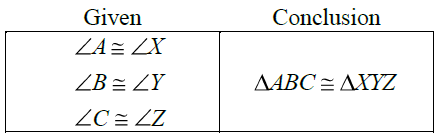 Given Conclusion
∠A ≅ ∠X
∠B ≅ ∠Y ΔABC ≅ ΔXYZ
∠C ≅ ∠Z